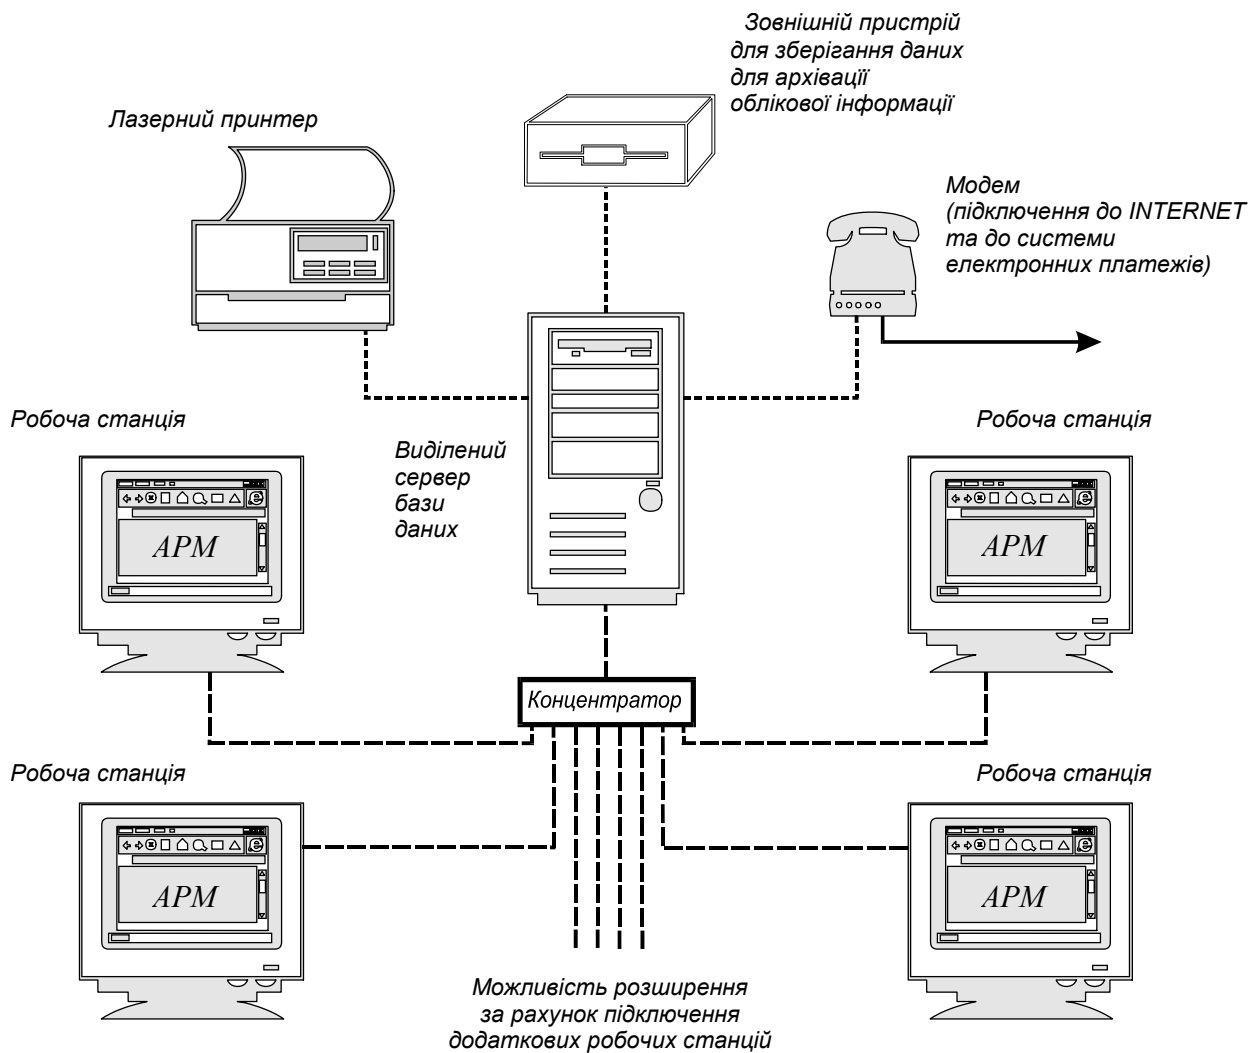 Зовнішній пристрій
для зберігання даних
для архівації
облікової інформації
Лазерний принтер
Модем
(підключення до INTERNET
та до системи
електронних платежів)
Робоча станція
Робоча станція
Виділений
сервер
бази
даних
АРМ
АРМ
Концентратор
Робоча станція
Робоча станція
АРМ
АРМ
Можливість розширення
за рахунок підключення
додаткових робочих станцій